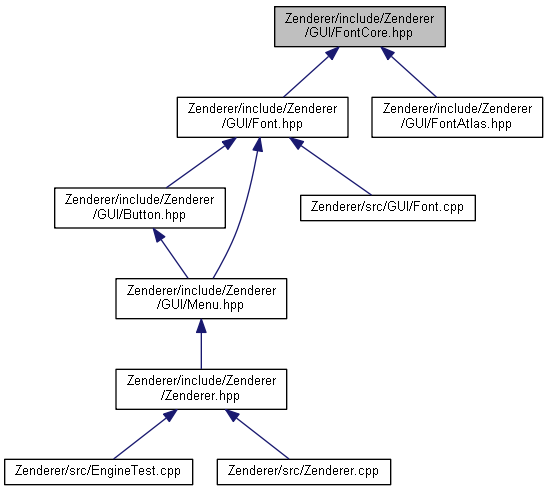 Zenderer/include/Zenderer
/GUI/FontCore.hpp
Zenderer/include/Zenderer
/GUI/Font.hpp
Zenderer/include/Zenderer
/GUI/FontAtlas.hpp
Zenderer/include/Zenderer
/GUI/Button.hpp
Zenderer/src/GUI/Font.cpp
Zenderer/include/Zenderer
/GUI/Menu.hpp
Zenderer/include/Zenderer
/Zenderer.hpp
Zenderer/src/EngineTest.cpp
Zenderer/src/Zenderer.cpp